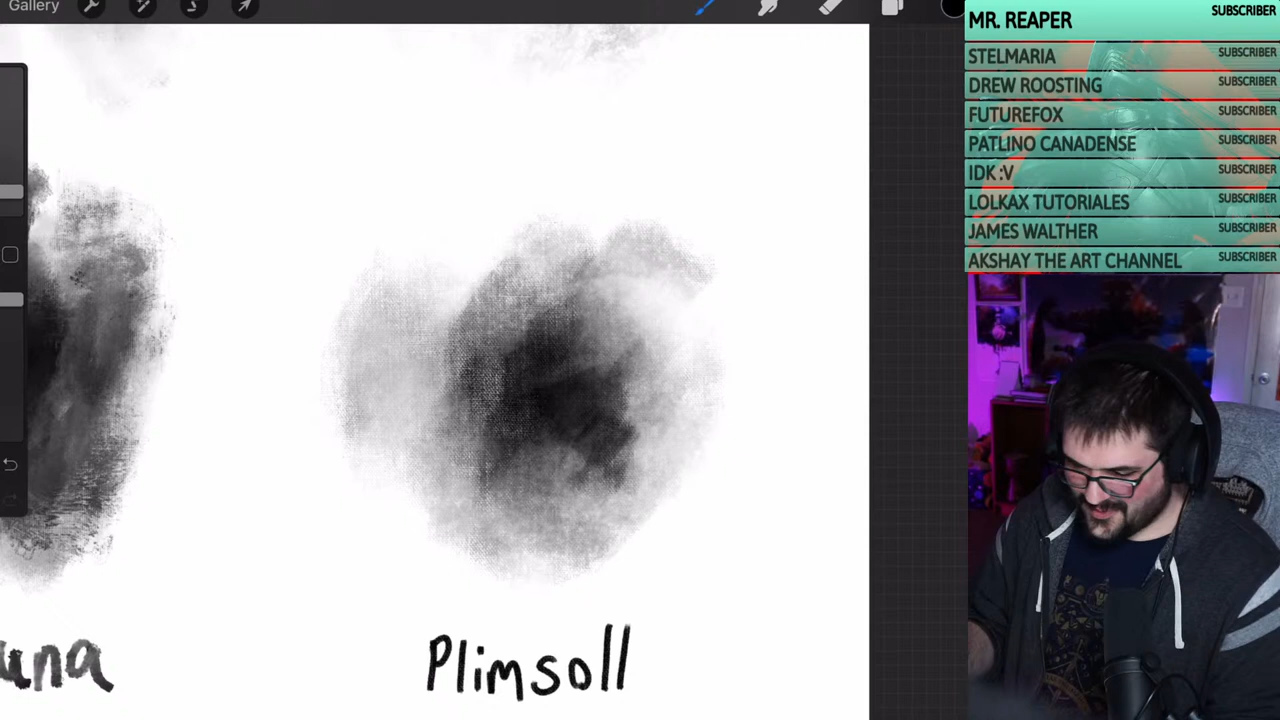 Gallery
MR. REAPER SUBSCRIBER
STELMARIA SUBSCRIBER
DREW ROOSTING SUBSCRIBER
FUTUREFOX SUBSCRIBER
PATLINO CANADENSE SUBSCRIBER
IDK :V SUBSCRIBER
LOLKAX TUTORIALES SUBSCRIBER
JAMES WALTHER SUBSCRIBER
AKSHAY THE ART CHANNEL SUBSCRIBER
una
Plimsoll